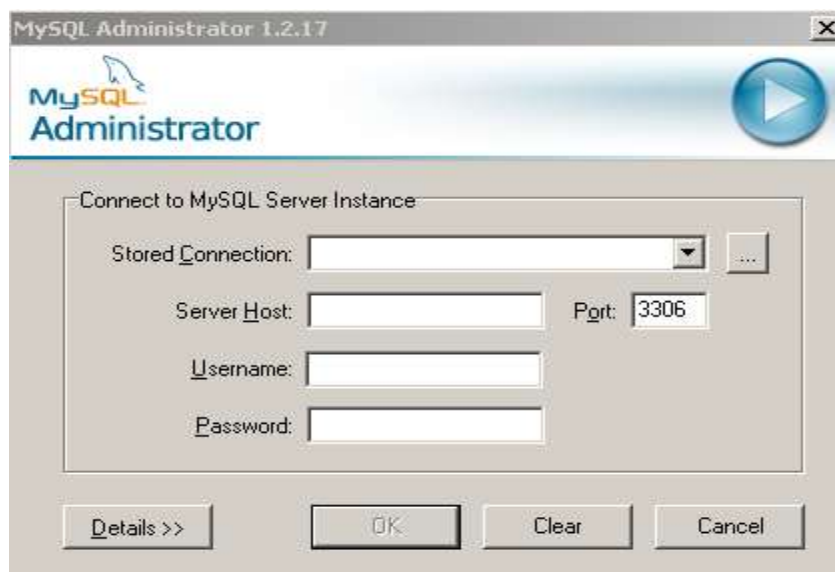 MySQL Administrator 1.2.17
MySQL
Administrator
Connect to MySQL Server Instance
Stored Connection:
...
Server Host:
Port: 3306
Username:
Password:
Details >>
OK
Clear
Cancel